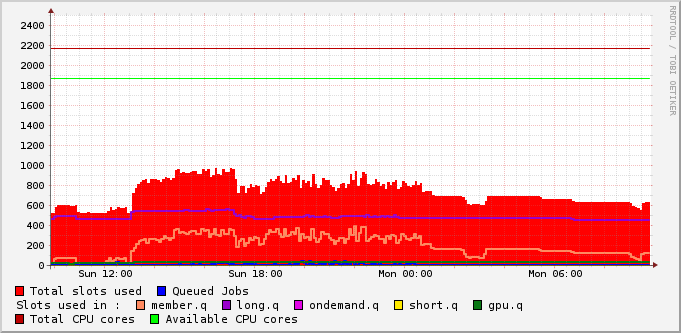 RRDTOOL / TOBI OETIKER
2400
2200
2000
1800
1600
1400
1200
1000
800
600
400
200
0
Sun 12:00 Sun 18:00 Mon 00:00 Mon 06:00
Total slots used Queued Jobs
Slots used in : member.q long.q ondemand.q short.q gpu.q
Total CPU cores Available CPU cores